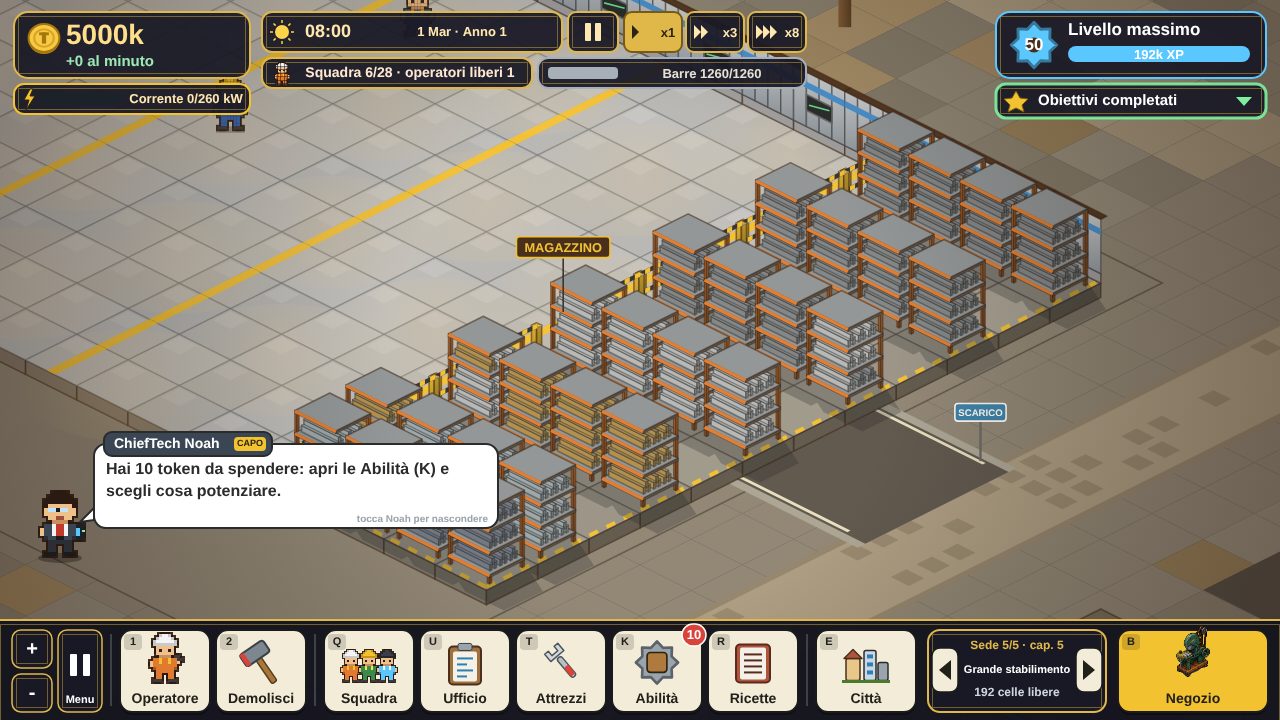 5000k
+0 al minuto
Corrente 0/260 kW
08:00
1 Mar · Anno 1
x1
x3
x8
Squadra 6/28 · operatori liberi 1
Barre 1260/1260
50
Livello massimo
192k XP
Obiettivi completati
MAGAZZINO
SCARICO
ChiefTech Noah
CAPO
Hai 10 token da spendere: apri le Abilità (K) e
scegli cosa potenziare.
tocca Noah per nascondere
+
-
Menu
1
Operatore
2
Demolisci
Q
Squadra
U
Ufficio
T
Attrezzi
K
10
Abilità
R
Ricette
E
Città
Sede 5/5 · cap. 5
Grande stabilimento
192 celle libere
B
Negozio